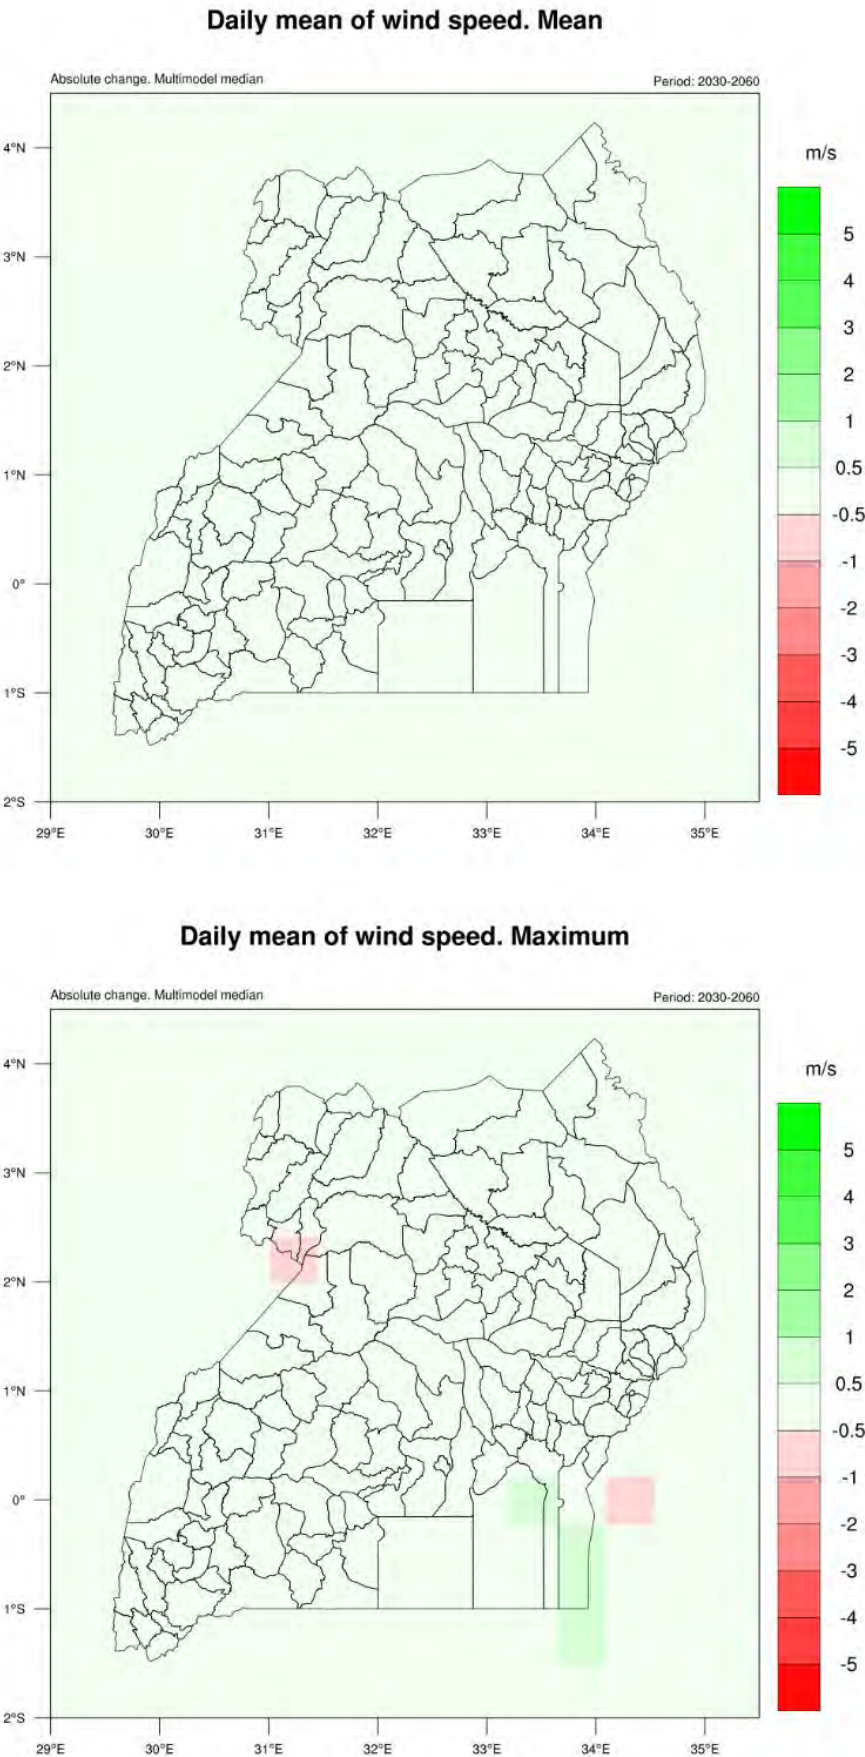 Daily mean of wind speed. Mean
Absolute change. Multimodel median Period: 2030-2060
m/s
4°N
3°N
2°N
1°N
0°
1°S
2°S
29°E 30°E 31°E 32°E 33°E 34°E 35°E
5
4
3
2
1
0.5
-0.5
-1
-2
-3
-4
-5
Daily mean of wind speed. Maximum
Absolute change. Multimodel median Period: 2030-2060
m/s
4°N
3°N
2°N
1°N
0°
1°S
2°S
29°E 30°E 31°E 32°E 33°E 34°E 35°E
5
4
3
2
1
0.5
-0.5
-1
-2
-3
-4
-5